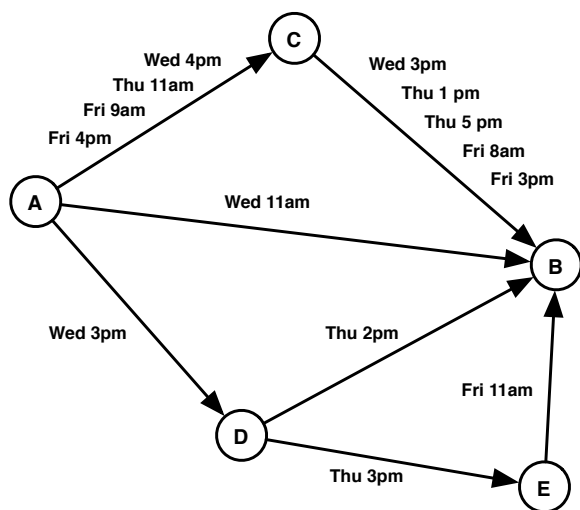 C
Wed 4pm
Thu 11am
Fri 9am
Fri 4pm
Wed 3pm
Thu 1 pm
Thu 5 pm
Fri 8am
Fri 3pm
A
Wed 11am
B
Wed 3pm
Thu 2pm
Fri 11am
D
Thu 3pm
E